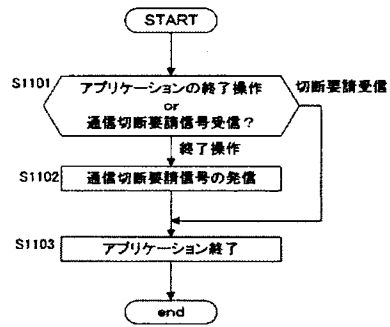 START
S1101
アプリケーションの終了操作
or
通信切断要請信号受信？
切断要請受信
終了操作
S1102
通信切断要請信号の発信
S1103
アプリケーション終了
end